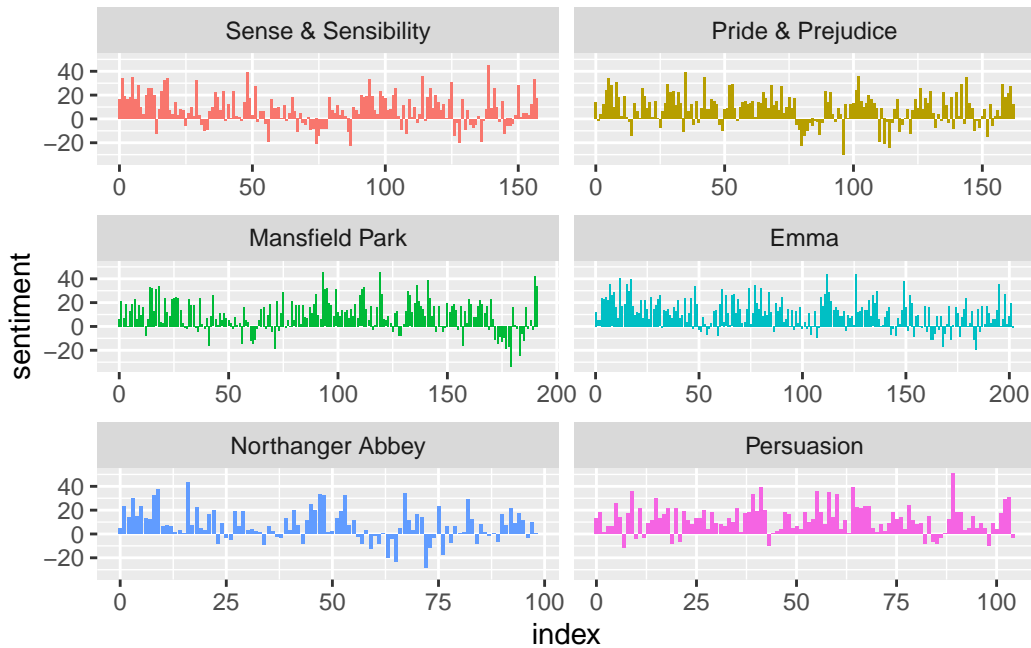 Sense & Sensibility
Pride & Prejudice
40
20
0
−20
0 50 100 150
0 50 100 150
Mansfield Park
Emma
40
20
0
−20
0 50 100 150 200
0 50 100 150 200
Northanger Abbey
Persuasion
40
20
0
−20
0 25 50 75 100
0 25 50 75 100
sentiment
index